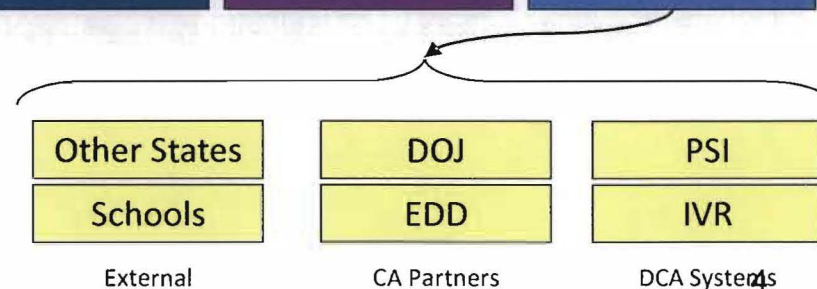 Other States
DOJ
PSI
Schools
EDD
IVR
External
CA Partners
DCA Systems
4